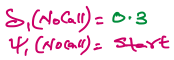 δ₁(NoCall) = 0.3
Ψ₁(NoCall) = Start